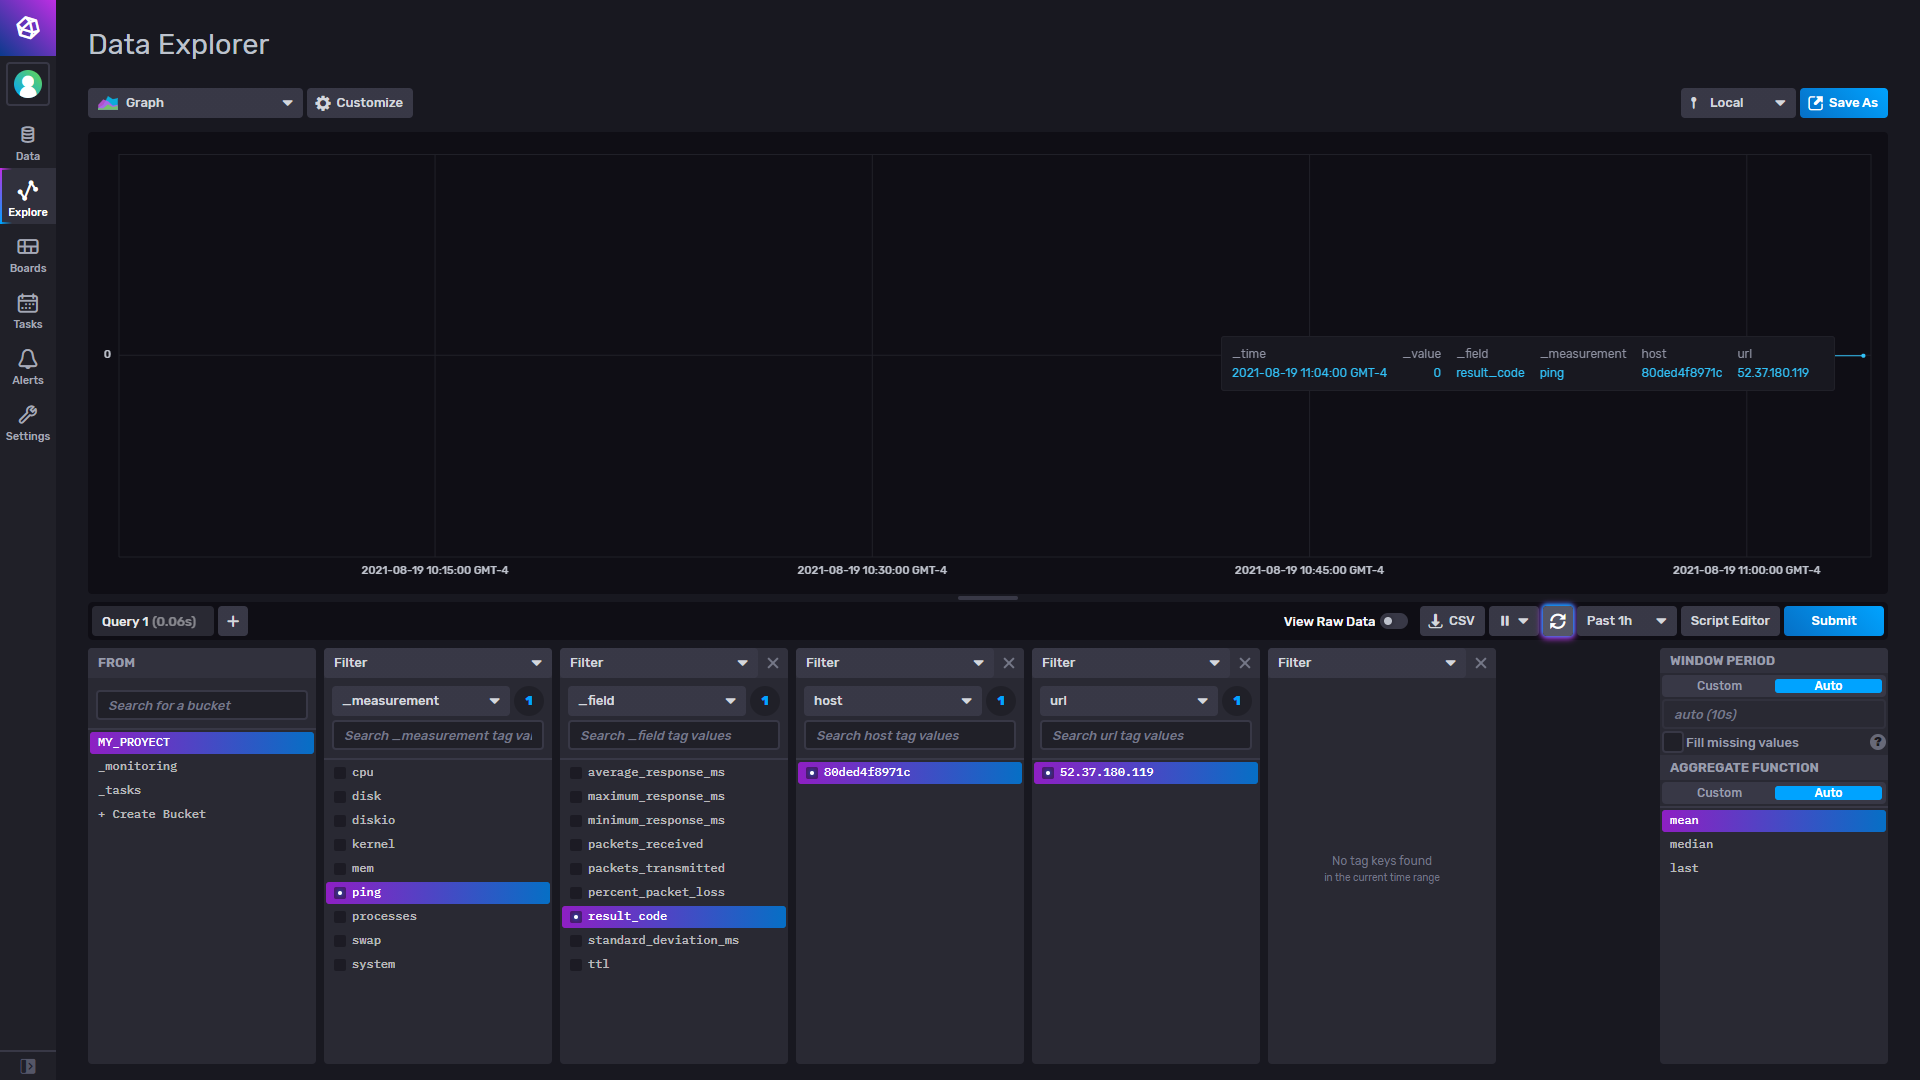 Data Explorer
Graph
Customize
Local
Save As
Data
Explore
Boards
Tasks
Alerts
Settings
0
_time _value _field _measurement host url
2021-08-19 11:04:00 GMT-4 0 result_code ping 80ded4f8971c 52.37.180.119
2021-08-19 10:15:00 GMT-4
2021-08-19 10:30:00 GMT-4
2021-08-19 10:45:00 GMT-4
2021-08-19 11:00:00 GMT-4
Query 1 (0.06s)
+
View Raw Data
CSV
Past 1h
Script Editor
Submit
FROM
Search for a bucket
MY_PROYECT
_monitoring
_tasks
+ Create Bucket
Filter
_measurement
1
Search _measurement tag val
cpu
disk
diskio
kernel
mem
ping
processes
swap
system
Filter
_field
1
Search _field tag values
average_response_ms
maximum_response_ms
minimum_response_ms
packets_received
packets_transmitted
percent_packet_loss
result_code
standard_deviation_ms
ttl
Filter
host
1
Search host tag values
80ded4f8971c
Filter
url
1
Search url tag values
52.37.180.119
Filter
No tag keys found
in the current time range
WINDOW PERIOD
Custom
Auto
auto (10s)
Fill missing values
?
AGGREGATE FUNCTION
Custom
Auto
mean
median
last